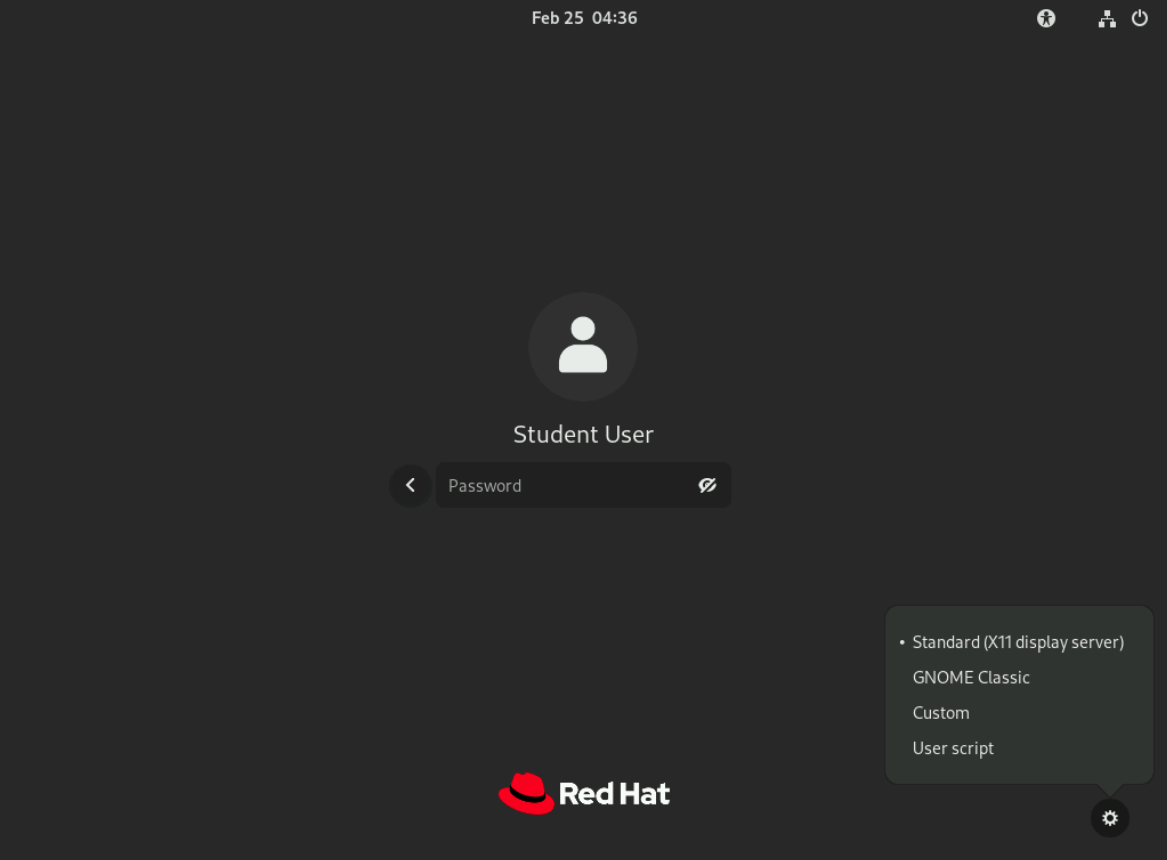 Feb 25 04:36
Student User
Password
Standard (X11 display server)
GNOME Classic
Custom
User script
Red Hat